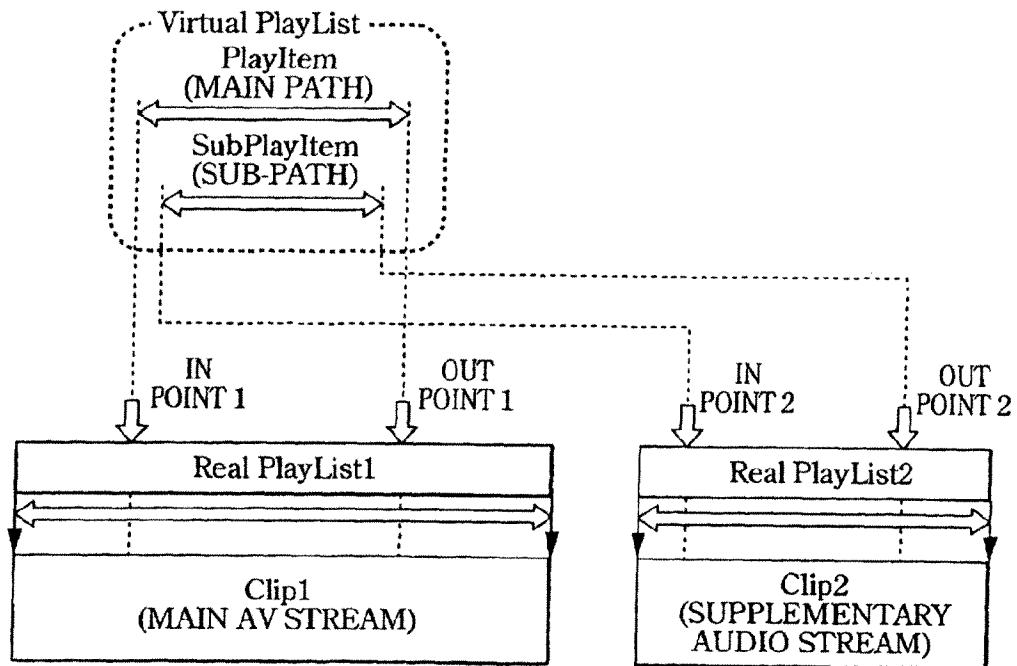 Virtual PlayList
PlayItem
(MAIN PATH)
SubPlayItem
(SUB-PATH)
IN
POINT 1
OUT
POINT 1
IN
POINT 2
OUT
POINT 2
Real PlayList1
Real PlayList2
Clip1
(MAIN AV STREAM)
Clip2
(SUPPLEMENTARY
AUDIO STREAM)